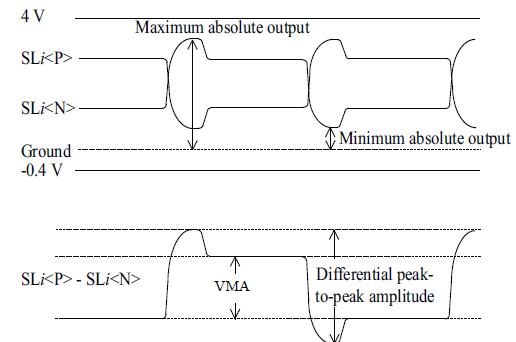 4 V
Maximum absolute output
SLi<P>
SLi<N>
Minimum absolute output
Ground
-0.4 V
SLi<P> - SLi<N>
VMA
Differential peak-
to-peak amplitude